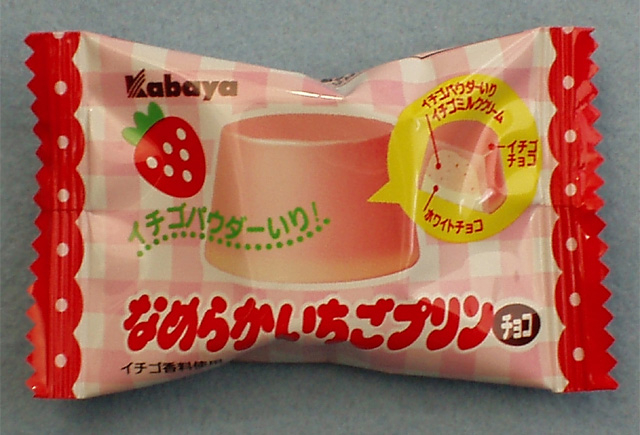 Kabaya
イチゴパウダーいり
イチゴミルククリーム
イチゴ
チョコ
ホワイトチョコ
イチゴパウダーいり!
なめらかいちごプリン
チョコ
イチゴ香料使用